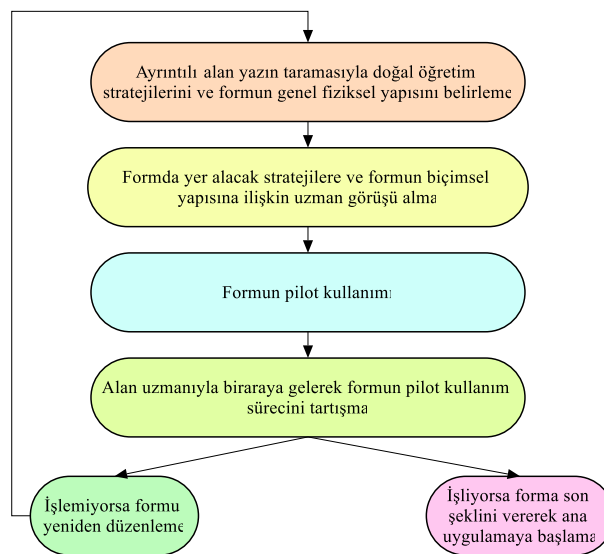 Ayrıntılı alan yazın taramasıyla doğal öğretim
stratejilerini ve formun genel fiziksel yapısını belirleme
Formda yer alacak stratejilere ve formun biçimsel
yapısına ilişkin uzman görüşü alma
Formun pilot kullanımı
Alan uzmanıyla biraraya gelerek formun pilot kullanım
sürecini tartışma
İşlemiyorsa formu
yeniden düzenleme
İşliyorsa forma son
şeklini vererek ana
uygulamaya başlama